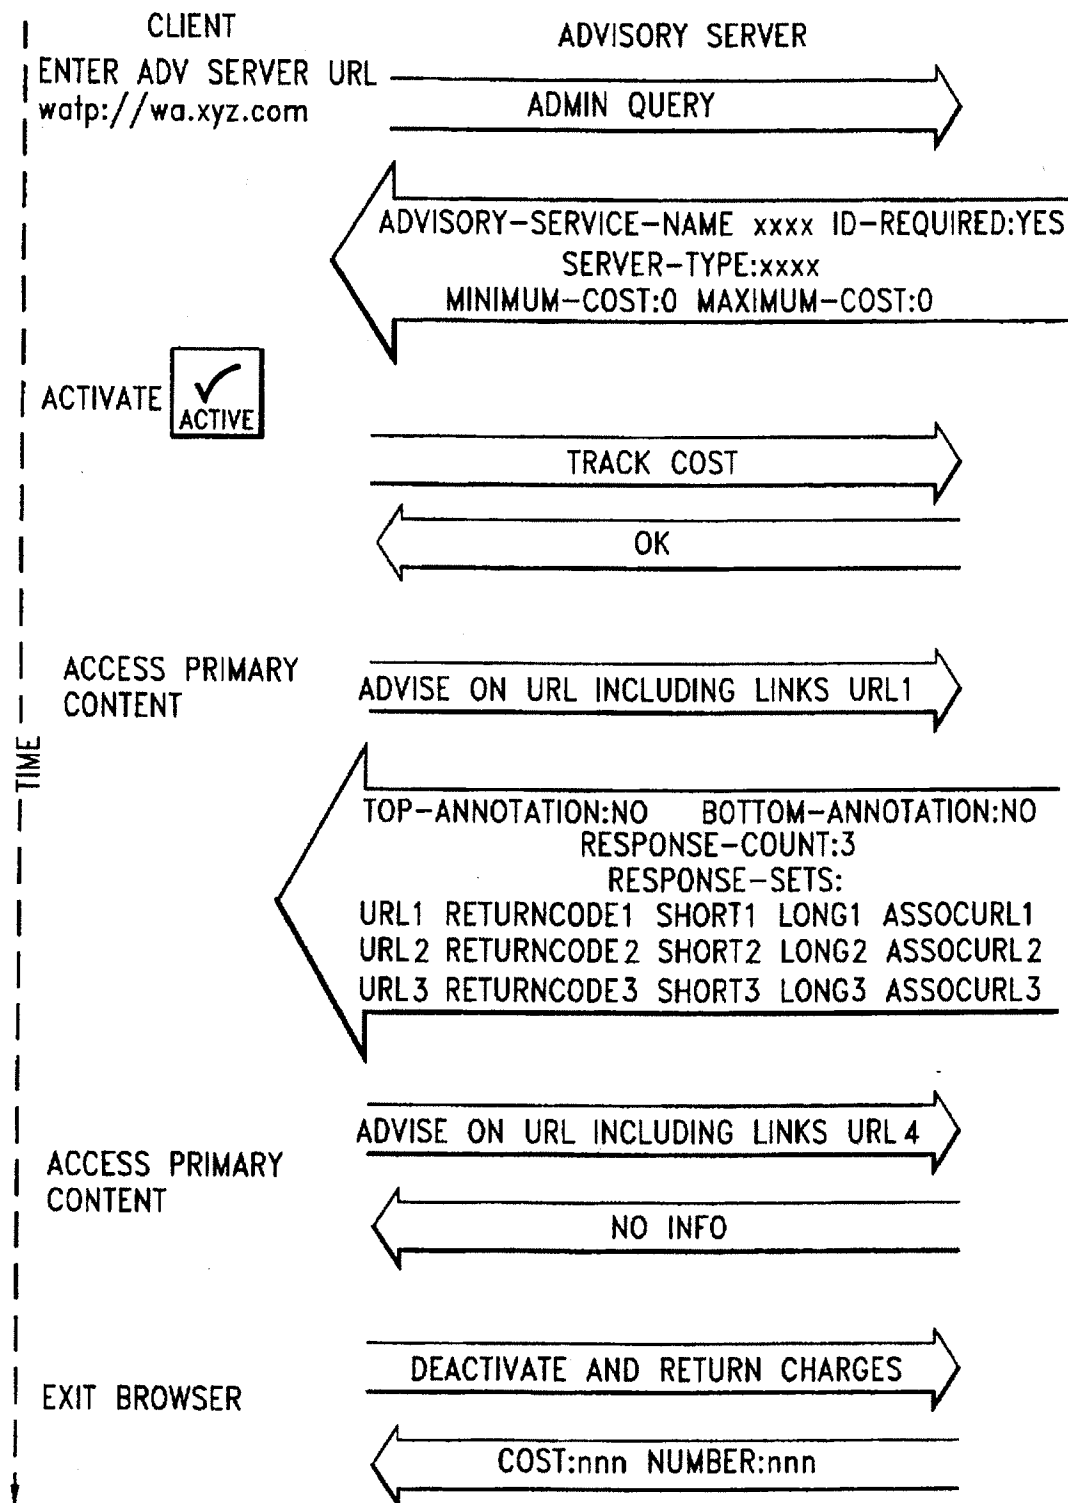 CLIENT
ADVISORY SERVER
ENTER ADV SERVER URL
watp://wa.xyz.com
ADMIN QUERY
ADVISORY-SERVICE-NAME xxxx ID-REQUIRED:YES
SERVER-TYPE:xxxx
MINIMUM-COST:0 MAXIMUM-COST:0
ACTIVATE
ACTIVE
TRACK COST
OK
ACCESS PRIMARY
CONTENT
ADVISE ON URL INCLUDING LINKS URL1
TIME
TOP-ANNOTATION:NO BOTTOM-ANNOTATION:NO
RESPONSE-COUNT:3
RESPONSE-SETS:
URL1 RETURNCODE1 SHORT1 LONG1 ASSOCURL1
URL2 RETURNCODE2 SHORT2 LONG2 ASSOCURL2
URL3 RETURNCODE3 SHORT3 LONG3 ASSOCURL3
ADVISE ON URL INCLUDING LINKS URL 4
ACCESS PRIMARY
CONTENT
NO INFO
DEACTIVATE AND RETURN CHARGES
EXIT BROWSER
COST:nnn NUMBER:nnn